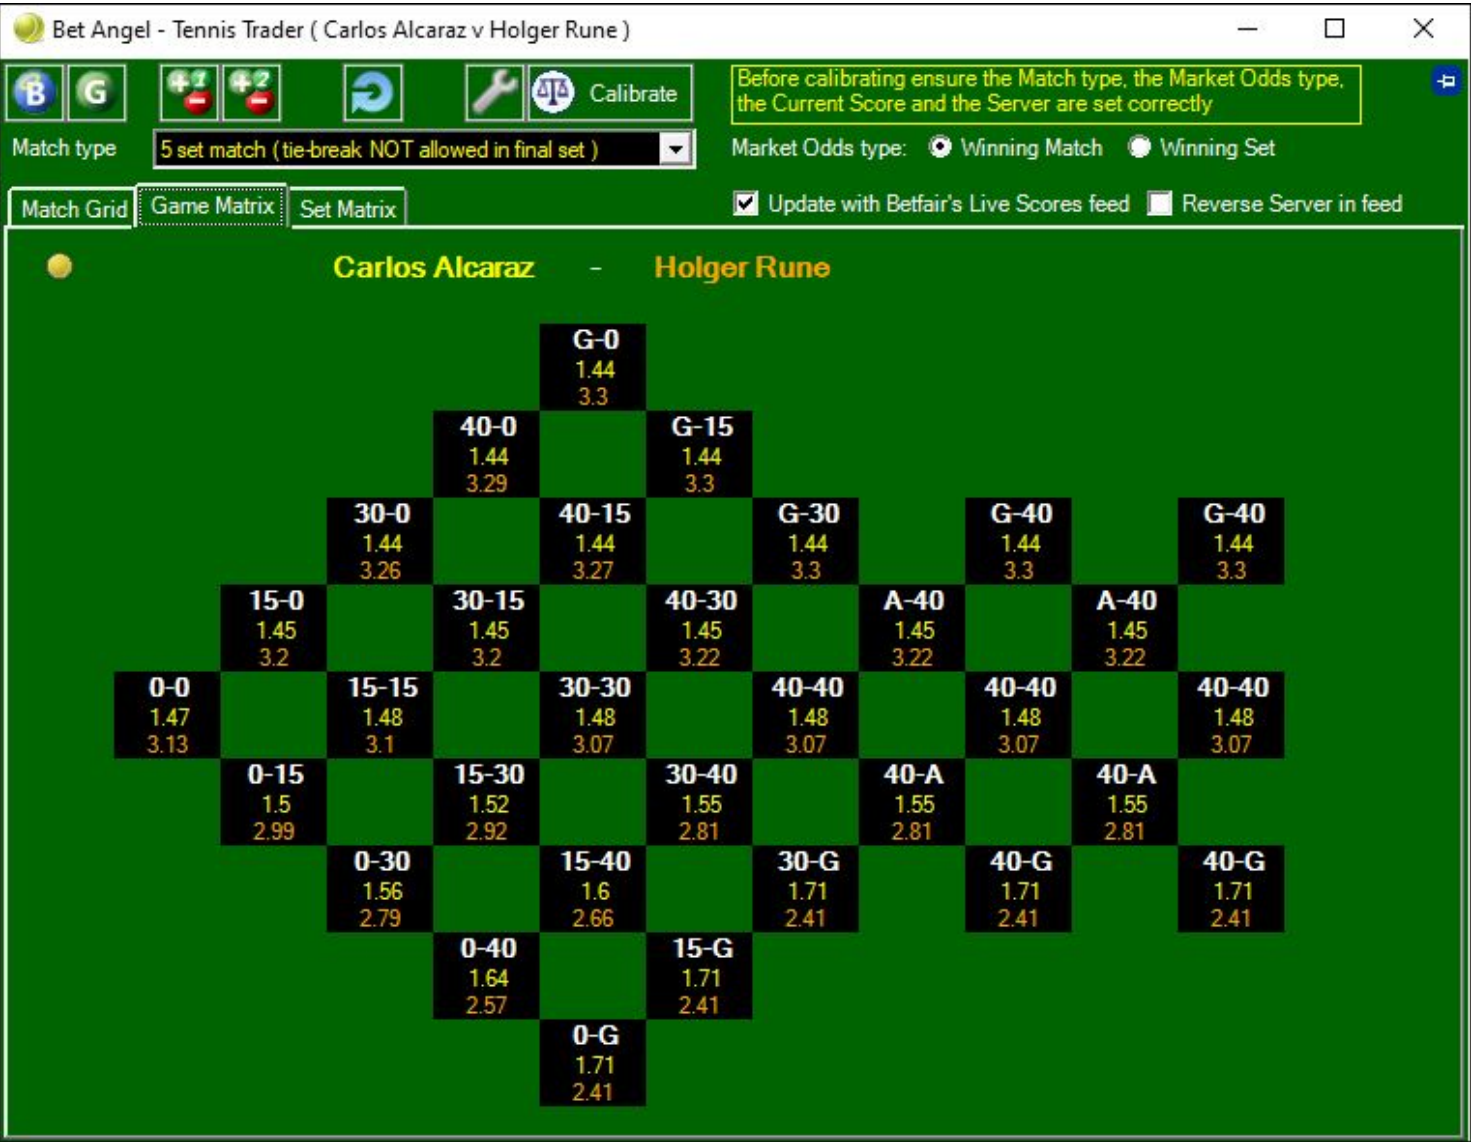 Bet Angel - Tennis Trader ( Carlos Alcaraz v Holger Rune )
B G +1 +2 Calibrate
Before calibrating ensure the Match type, the Market Odds type,
the Current Score and the Server are set correctly
Match type 5 set match ( tie-break NOT allowed in final set ) Market Odds type: Winning Match Winning Set
Match Grid Game Matrix Set Matrix Update with Betfair's Live Scores feed Reverse Server in feed
Carlos Alcaraz - Holger Rune
G-0
1.44
3.3
40-0 G-15
1.44 1.44
3.29 3.3
30-0 40-15 G-30 G-40 G-40
1.44 1.44 1.44 1.44 1.44
3.26 3.27 3.3 3.3 3.3
15-0 30-15 40-30 A-40 A-40
1.45 1.45 1.45 1.45 1.45
3.2 3.2 3.22 3.22 3.22
0-0 15-15 30-30 40-40 40-40 40-40
1.47 1.48 1.48 1.48 1.48 1.48
3.13 3.1 3.07 3.07 3.07 3.07
0-15 15-30 30-40 40-A 40-A
1.5 1.52 1.55 1.55 1.55
2.99 2.92 2.81 2.81 2.81
0-30 15-40 30-G 40-G 40-G
1.56 1.6 1.71 1.71 1.71
2.79 2.66 2.41 2.41 2.41
0-40 15-G
1.64 1.71
2.57 2.41
0-G
1.71
2.41